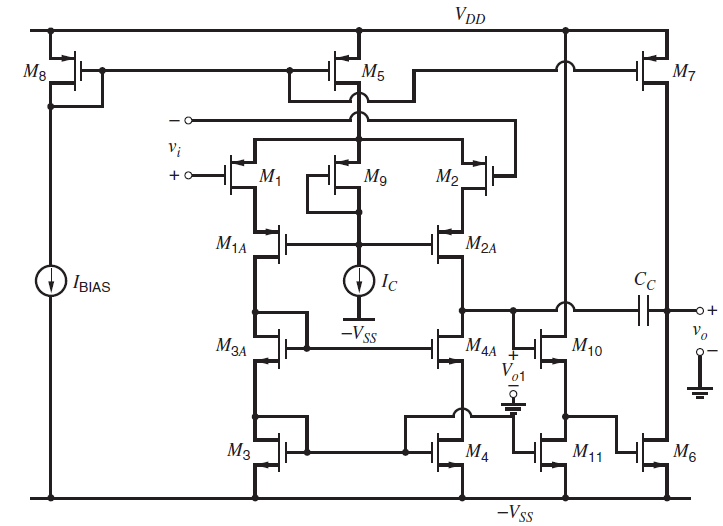 V_DD
M_8
M_5
M_7
−
v_i
+
M_1
M_9
M_2
M_1A
M_2A
I_BIAS
I_C
C_C
+
v_o
−
−V_SS
M_3A
M_4A
+
V_o1
−
M_10
M_3
M_4
M_11
M_6
−V_SS